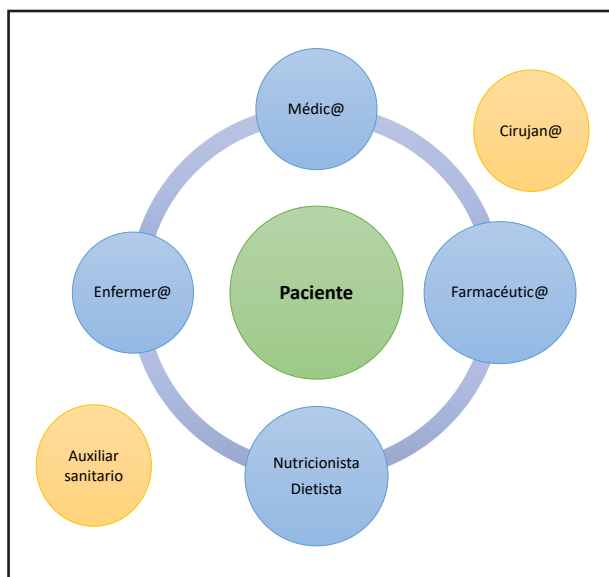 Médic@
Cirujan@
Enfermer@
Paciente
Farmacéutic@
Auxiliar
sanitario
Nutricionista
Dietista